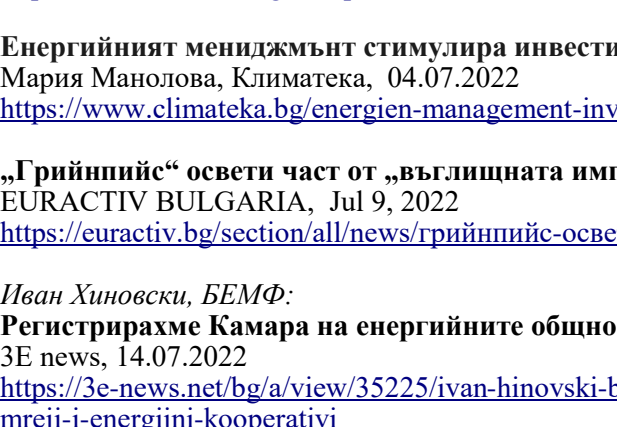 Енергийният мениджмънт стимулира инвести
Мария Манолова, Климатека, 04.07.2022
https://www.climateka.bg/energien-management-inv
„Грийнпийс“ освети част от „въглищната имп
EURACTIV BULGARIA, Jul 9, 2022
https://euractiv.bg/section/all/news/грийнпийс-осве
Иван Хиновски, БЕМФ:
Регистрирахме Камара на енергийните общно
3E news, 14.07.2022
https://3e-news.net/bg/a/view/35225/ivan-hinovski-b
mreji-i-energijni-kooperativi